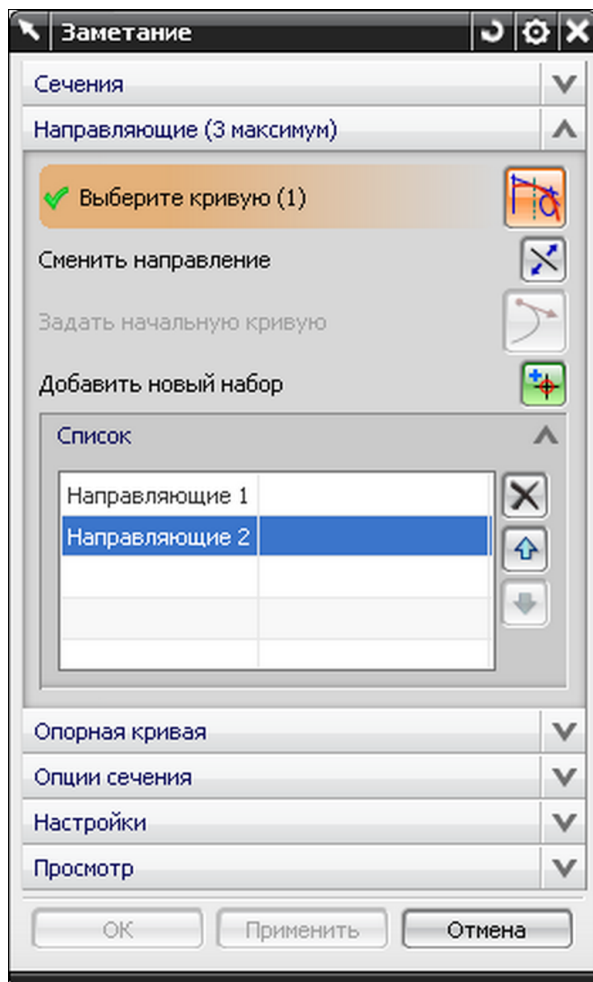 Заметание
Сечения
Направляющие (3 максимум)
Выберите кривую (1)
Сменить направление
Задать начальную кривую
Добавить новый набор
Список
Направляющие 1
Направляющие 2
Опорная кривая
Опции сечения
Настройки
Просмотр
ОК Применить Отмена